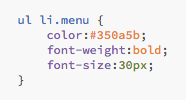 ul li.menu {
color:#350a5b;
font-weight:bold;
font-size:30px;
}